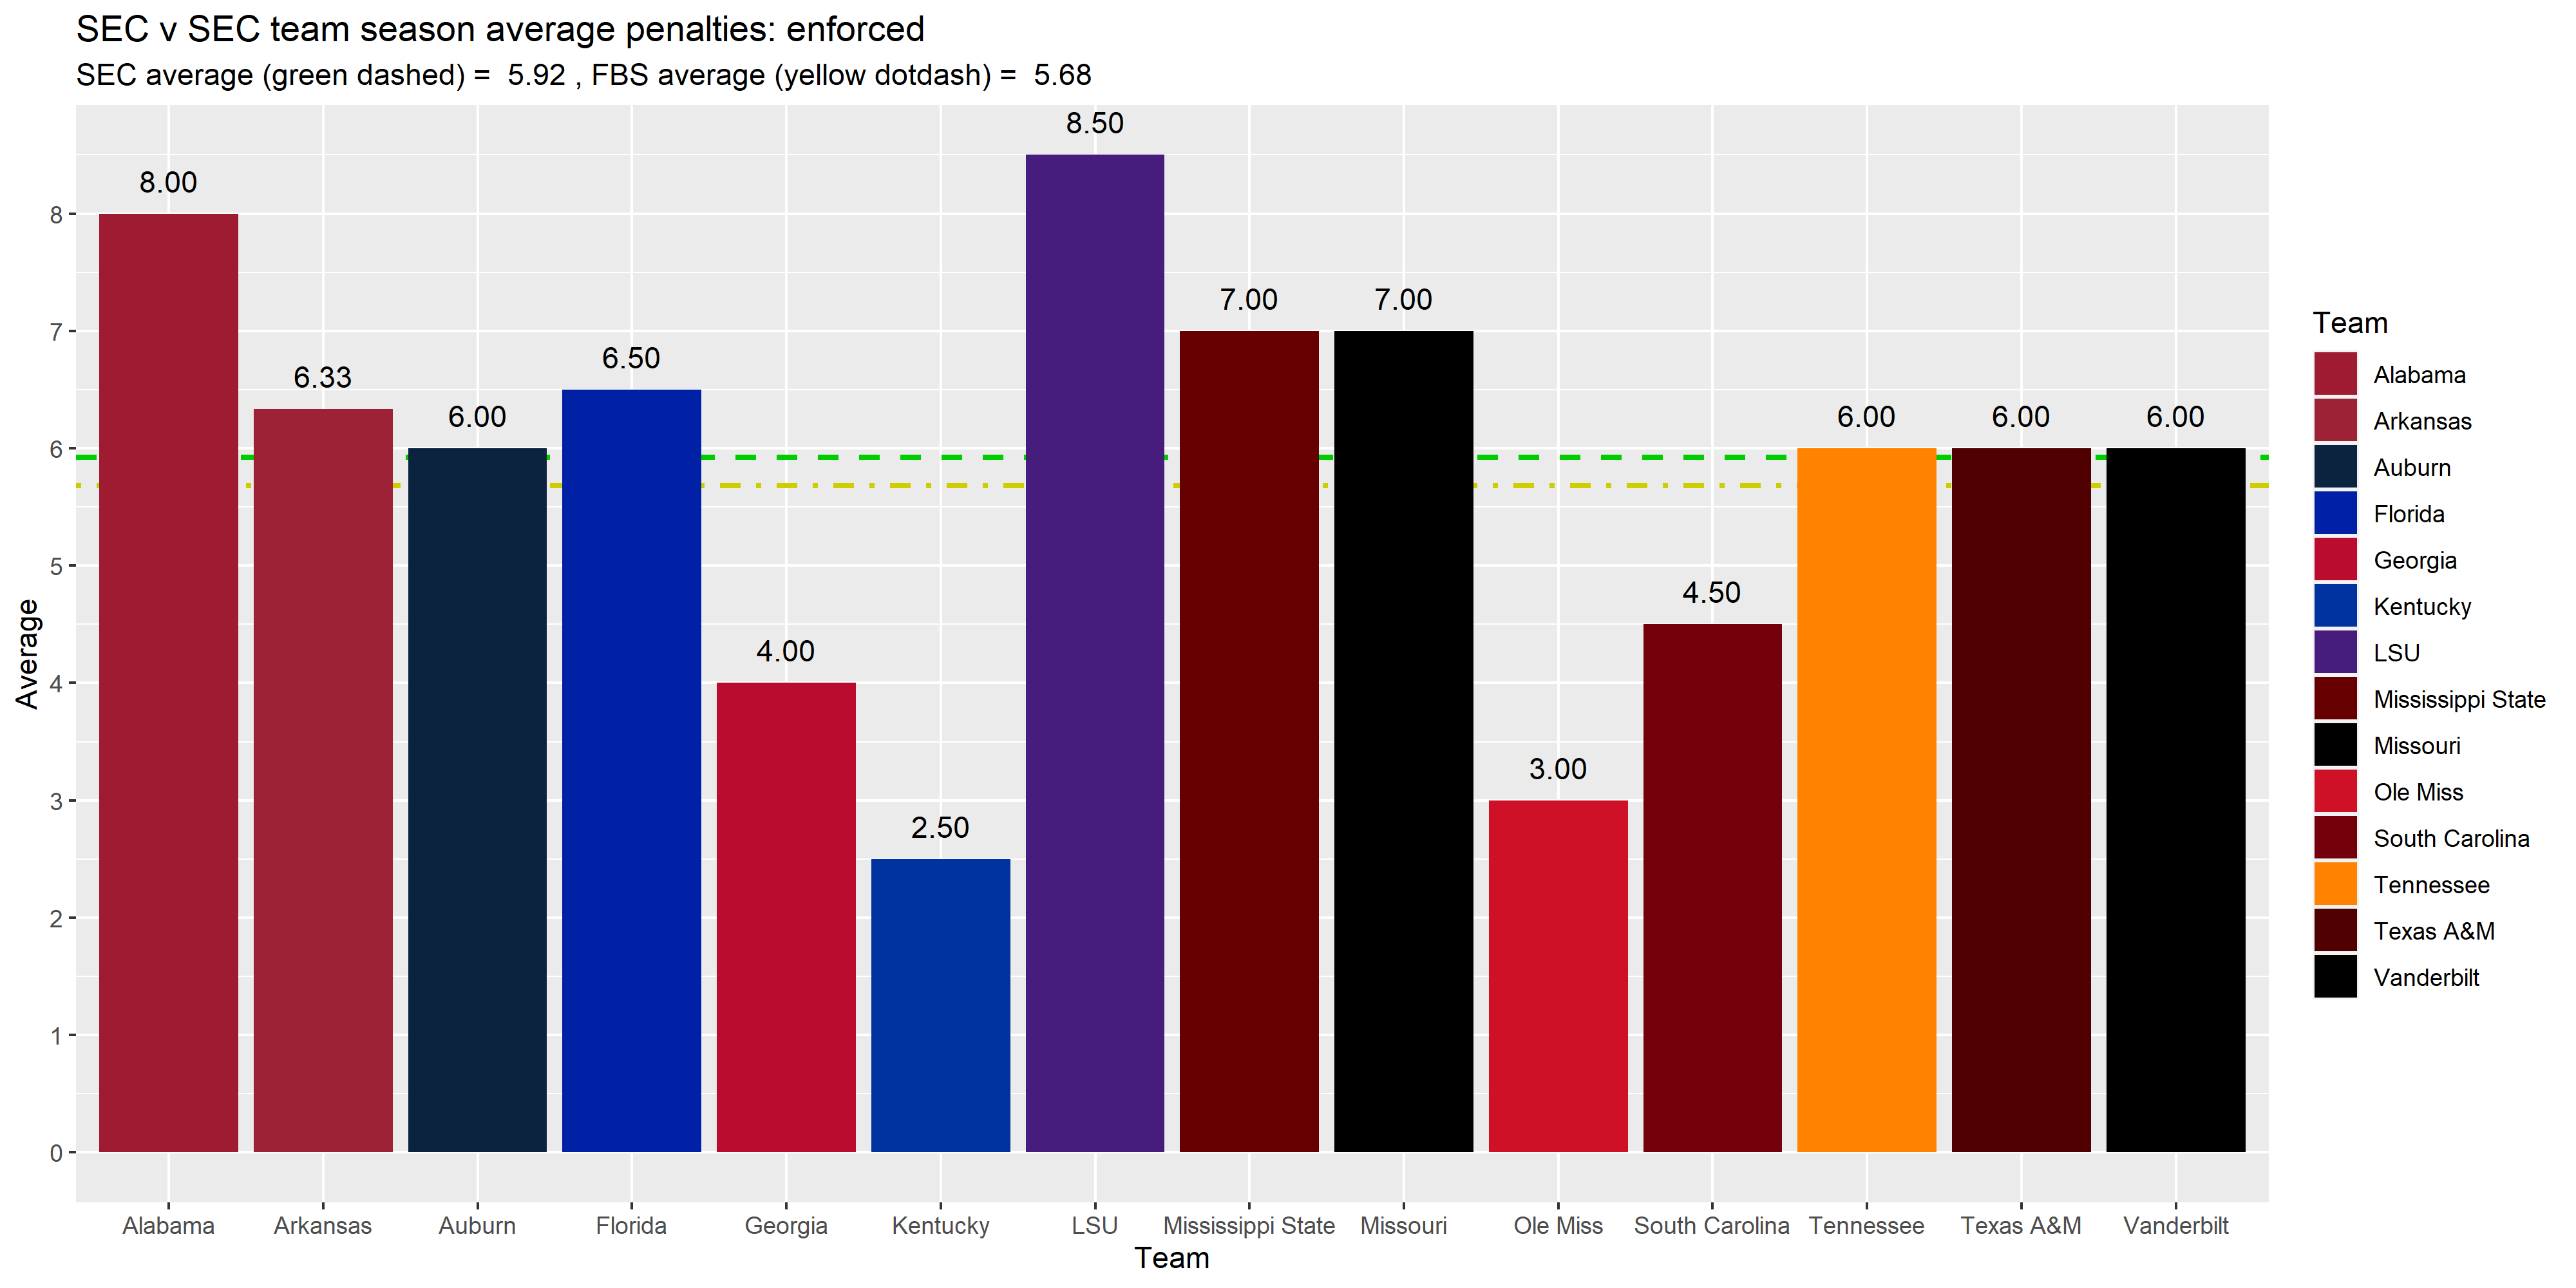 SEC v SEC team season average penalties: enforced
SEC average (green dashed) =  5.92 , FBS average (yellow dotdash) =  5.68
8.50
8.00
7.00 7.00
6.50
6.33
6.00 6.00 6.00 6.00
4.50
4.00
3.00
2.50
Average
8
7
6
5
4
3
2
1
0
Alabama Arkansas Auburn Florida Georgia Kentucky LSU Mississippi State Missouri Ole Miss South Carolina Tennessee Texas A&M Vanderbilt
Team
Team
Alabama
Arkansas
Auburn
Florida
Georgia
Kentucky
LSU
Mississippi State
Missouri
Ole Miss
South Carolina
Tennessee
Texas A&M
Vanderbilt